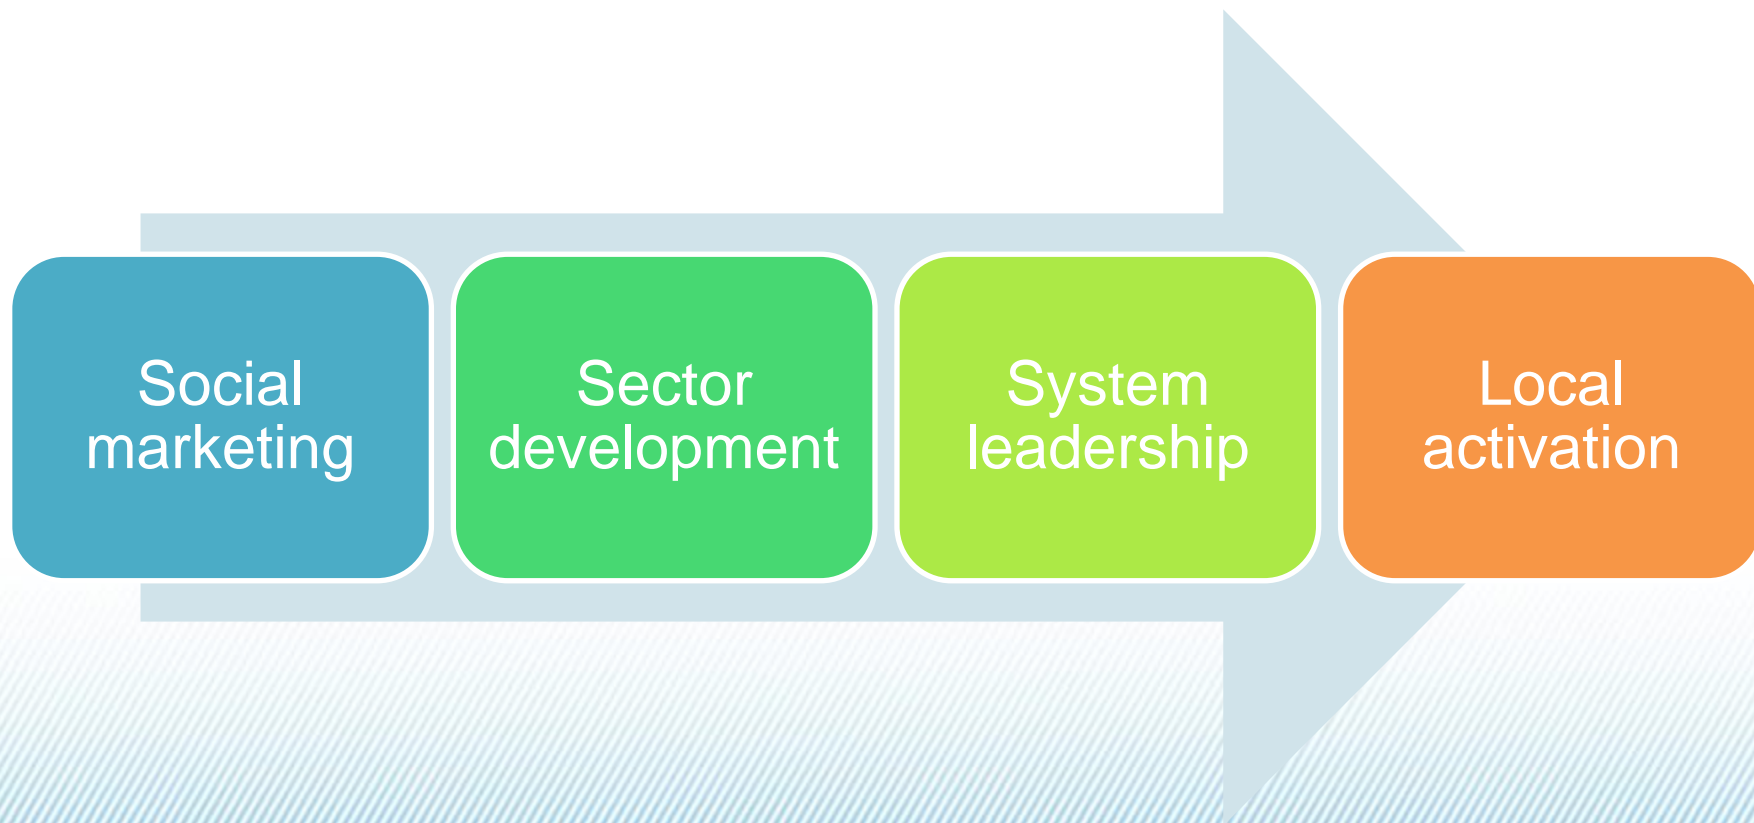 Social
marketing
Sector
development
System
leadership
Local
activation